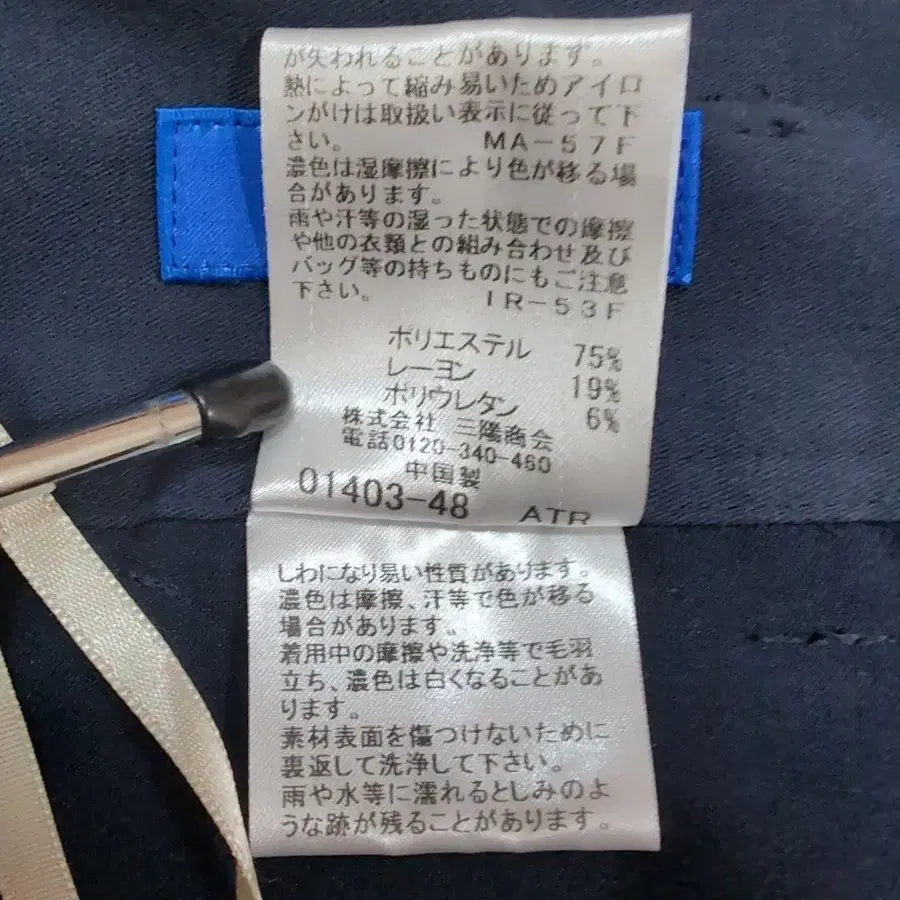 が失われることがあります。
熱によって縮み易いためアイロ
ンがけは取扱い表示に従って下
さい。 MA-57F
濃色は湿摩擦により色が移る場
合があります。
雨や汗等の湿った状態での摩擦
や他の衣類との組み合わせ及び
バッグ等の持ちものにもご注意
下さい。 IR-53F
ポリエステル 75%
レーヨン 19%
ポリウレタン 6%
株式会社 三陽商会
電話0120-340-460
中国製
01403-48 ATR
しわになり易い性質があります。
濃色は摩擦、汗等で色が移る
場合があります。
着用中の摩擦や洗浄等で毛羽
立ち、濃色は白くなることがあ
ります。
素材表面を傷つけないために
裏返して洗浄して下さい。
雨や水等に濡れるとしみのよ
うな跡が残ることがあります。